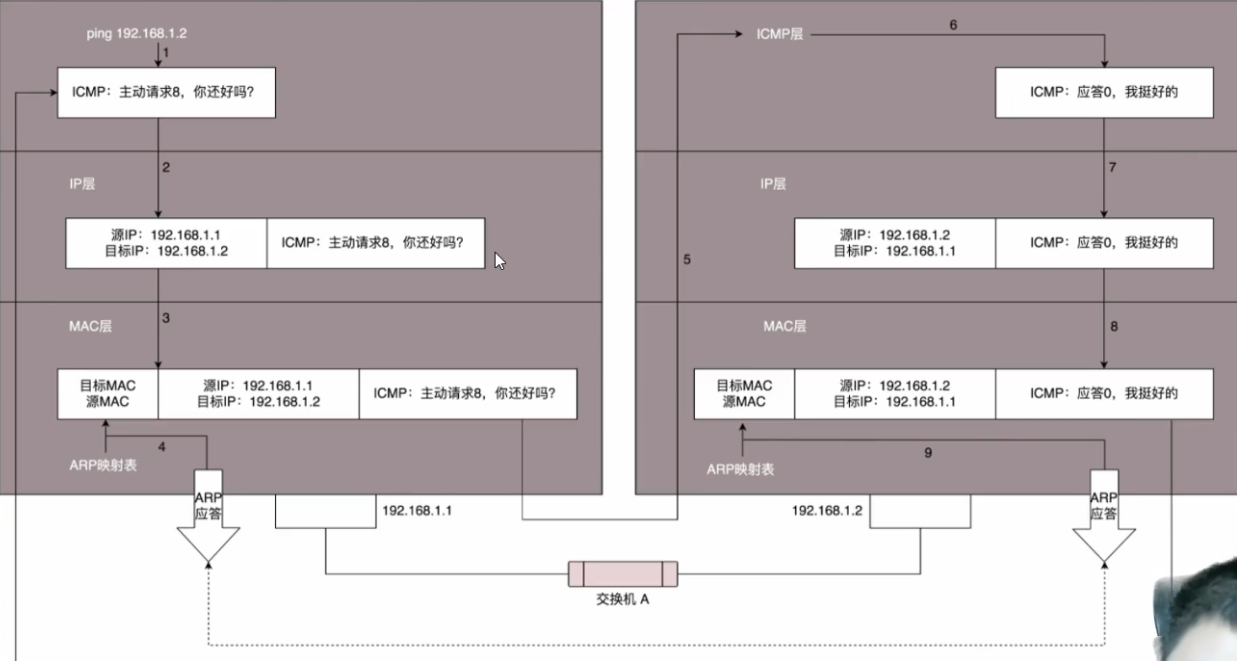 ping 192.168.1.2
1
ICMP：主动请求8，你还好吗？
2
IP层
源IP：192.168.1.1
目标IP：192.168.1.2
ICMP：主动请求8，你还好吗？
3
MAC层
目标MAC
源MAC
源IP：192.168.1.1
目标IP：192.168.1.2
ICMP：主动请求8，你还好吗？
4
ARP映射表
ARP
应答
192.168.1.1
5
ICMP层
6
ICMP：应答0，我挺好的
7
IP层
源IP：192.168.1.2
目标IP：192.168.1.1
ICMP：应答0，我挺好的
MAC层
8
目标MAC
源MAC
源IP：192.168.1.2
目标IP：192.168.1.1
ICMP：应答0，我挺好的
9
ARP映射表
ARP
应答
192.168.1.2
交换机 A